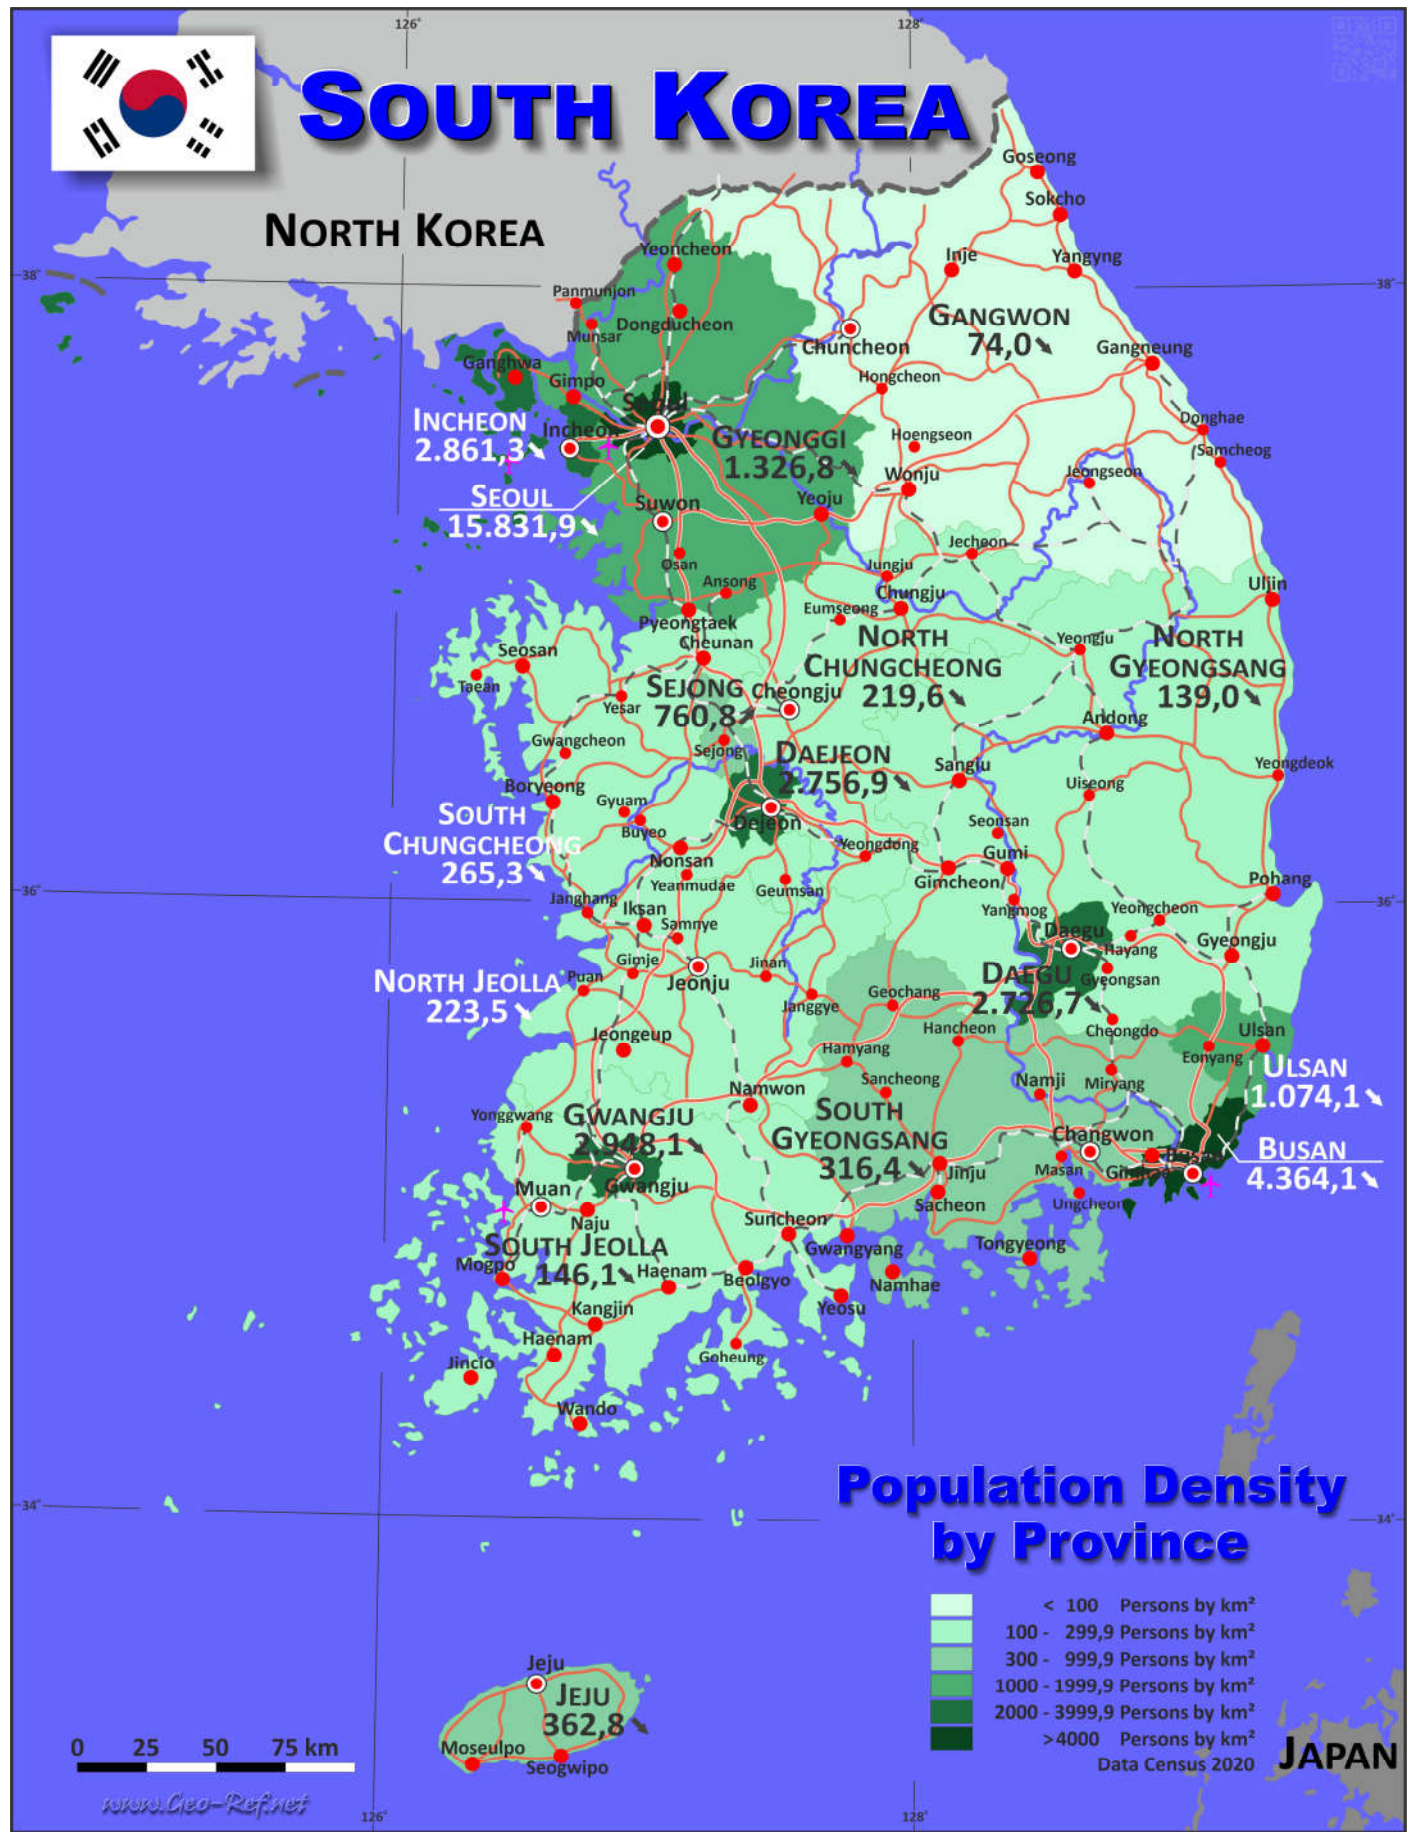 126°
128°
SOUTH KOREA
NORTH KOREA
Goseong
Sokcho
Yeoncheon
Inje
Yangyng
38°
38°
Panmunjon
GANGWON
74,0
Munsar
Dongducheon
Chuncheon
Gangneung
Ganghwa
Gimpo
Hongcheon
Seoul
INCHEON
2.861,3
Incheon
GYEONGGI
1.326,8
Hoengseon
Donghae
Samcheog
Wonju
Jeongseon
SEOUL
15.831,9
Suwon
Yeoju
Jecheon
Osan
Jungju
Ansong
Chungju
Uljin
Eumseong
Pyeongtaek
Cheunan
NORTH
CHUNGCHEONG
219,6
Yeongju
NORTH
GYEONGSANG
139,0
Seosan
Taean
SEJONG
760,8
Cheongju
Yesar
Andong
Gwangcheon
Sejong
DAEJEON
2.756,9
Sangiu
Yeongdeok
Boryeong
Uiseong
Gyuam
SOUTH
CHUNGCHEONG
265,3
Buyeo
Dejeon
Seonsan
Yeongdong
Nonsan
Gumi
Yeanmudae
Geumsan
Gimcheon
Pohang
36°
36°
Janghang
Iksan
Yangmog
Yeongcheon
Samnye
Daegu
Hayang
Gyeongju
Gimje
Jinan
NORTH JEOLLA
223,5
Puan
Jeonju
DAEGU
2.726,7
Gyeongsan
Janggye
Geochang
Jeongeup
Hancheon
Cheongdo
Ulsan
Hamyang
Eonyang
ULSAN
1.074,1
Namwon
Sancheong
Namji
Miryang
Yonggwang
GWANGJU
2.948,1
SOUTH
GYEONGSANG
316,4
Changwon
BUSAN
4.364,1
Masan
Jinju
Gwangju
Muan
Sacheon
Ungcheon
Naju
Suncheon
SOUTH JEOLLA
146,1
Gwangyang
Tongyeong
Mogpo
Haenam
Beolgyo
Namhae
Kangjin
Yeosu
Haenam
Goheung
Jincio
Wando
Population Density
by Province
34°
34°
< 100 Persons by km²
100 - 299,9 Persons by km²
300 - 999,9 Persons by km²
1000 - 1999,9 Persons by km²
2000 - 3999,9 Persons by km²
>4000 Persons by km²
Data Census 2020
JAPAN
Jeju
JEJU
362,8
Moseulpo
Seogwipo
0 25 50 75 km
www.Geo-Ref.net
126°
128°